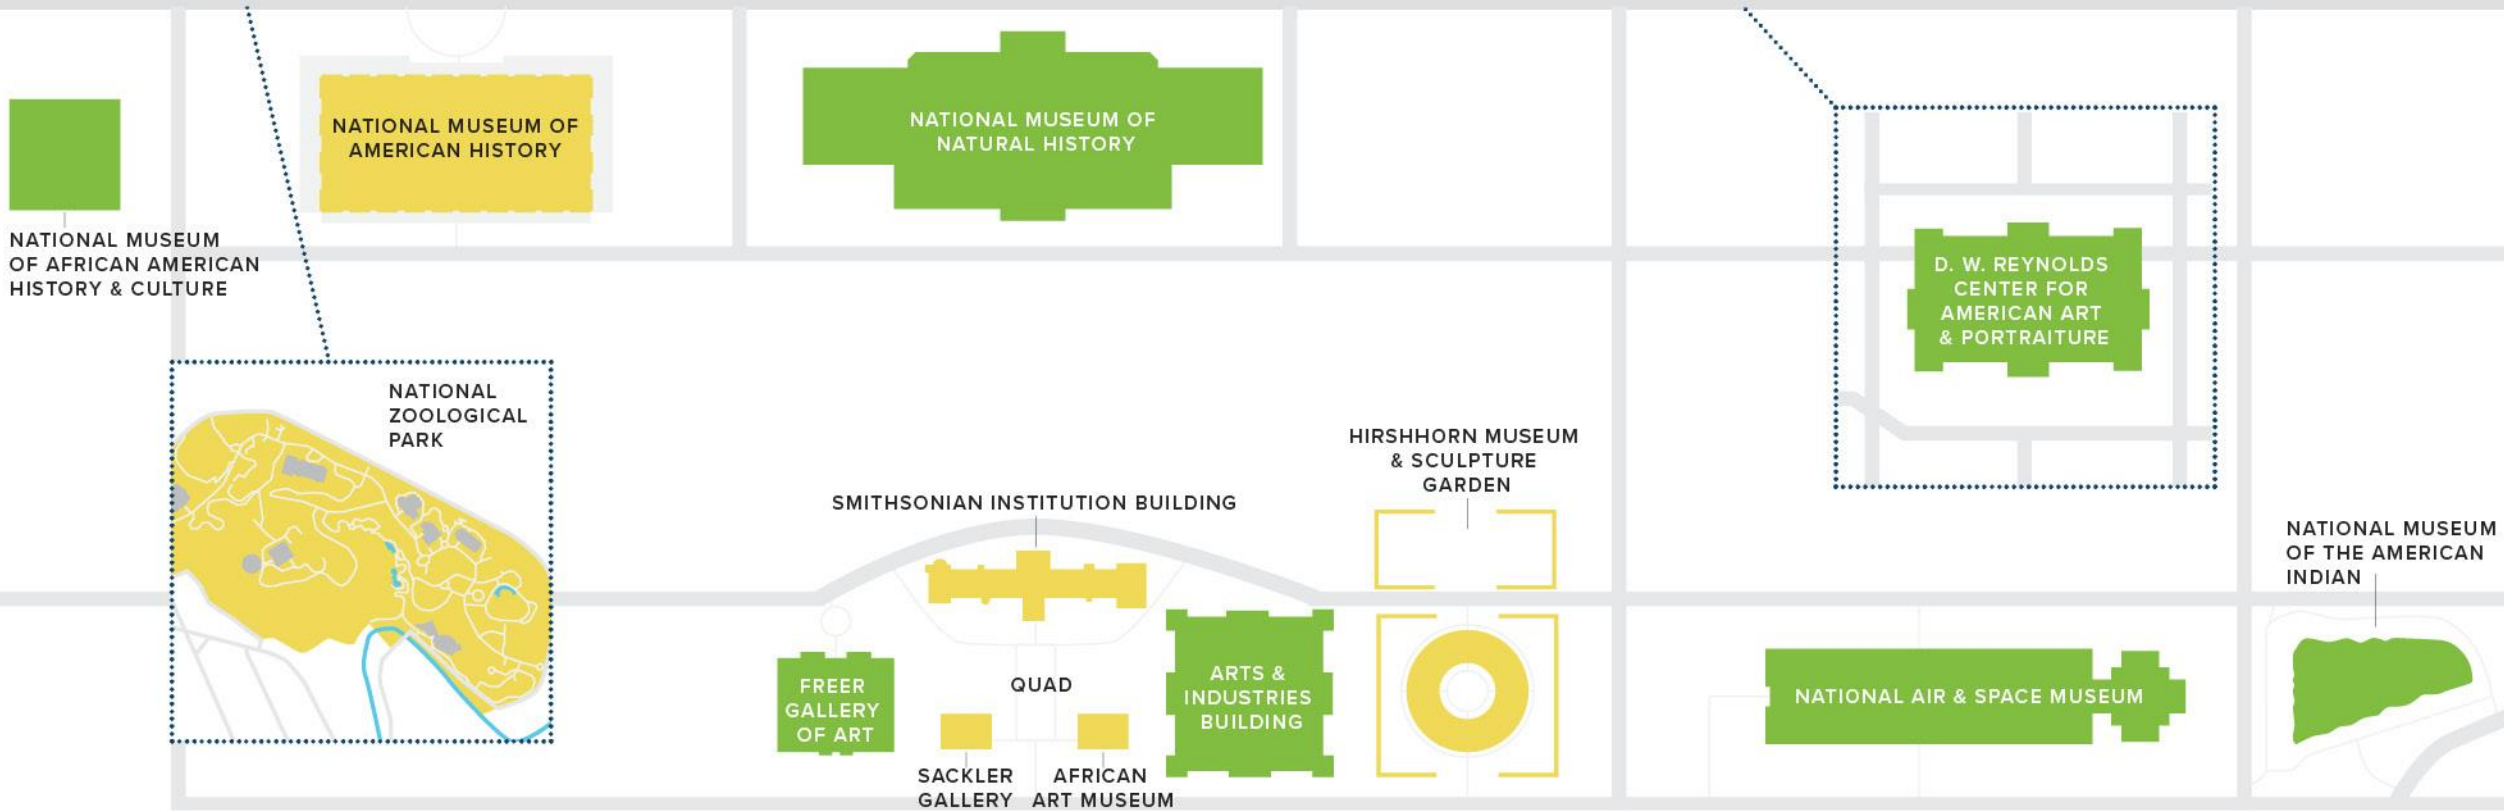 NATIONAL MUSEUM OF
AMERICAN HISTORY
NATIONAL MUSEUM OF
NATURAL HISTORY
NATIONAL MUSEUM
OF AFRICAN AMERICAN
HISTORY & CULTURE
D. W. REYNOLDS
CENTER FOR
AMERICAN ART
& PORTRAITURE
NATIONAL
ZOOLOGICAL
PARK
HIRSHHORN MUSEUM
& SCULPTURE
GARDEN
SMITHSONIAN INSTITUTION BUILDING
NATIONAL MUSEUM
OF THE AMERICAN
INDIAN
FREER
GALLERY
OF ART
QUAD
ARTS &
INDUSTRIES
BUILDING
NATIONAL AIR & SPACE MUSEUM
SACKLER
GALLERY
AFRICAN
ART MUSEUM